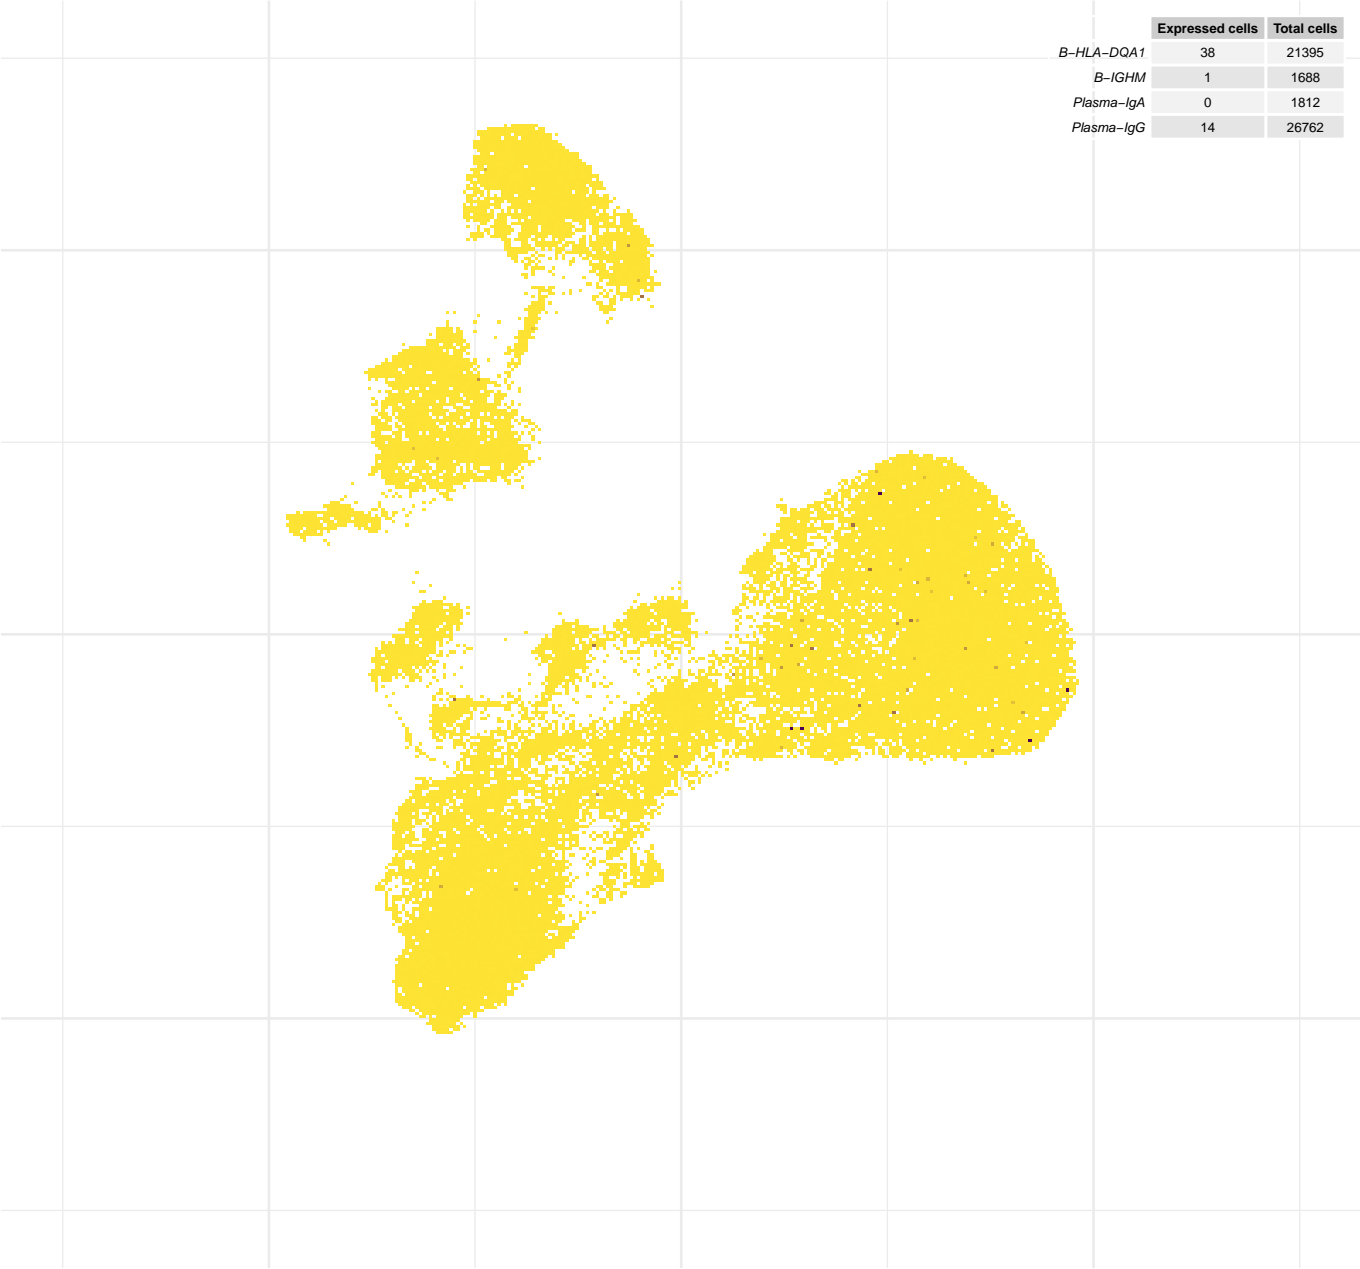 Expressed cells Total cells
B−HLA−DQA1 38 21395
B−IGHM 1 1688
Plasma−IgA 0 1812
Plasma−IgG 14 26762